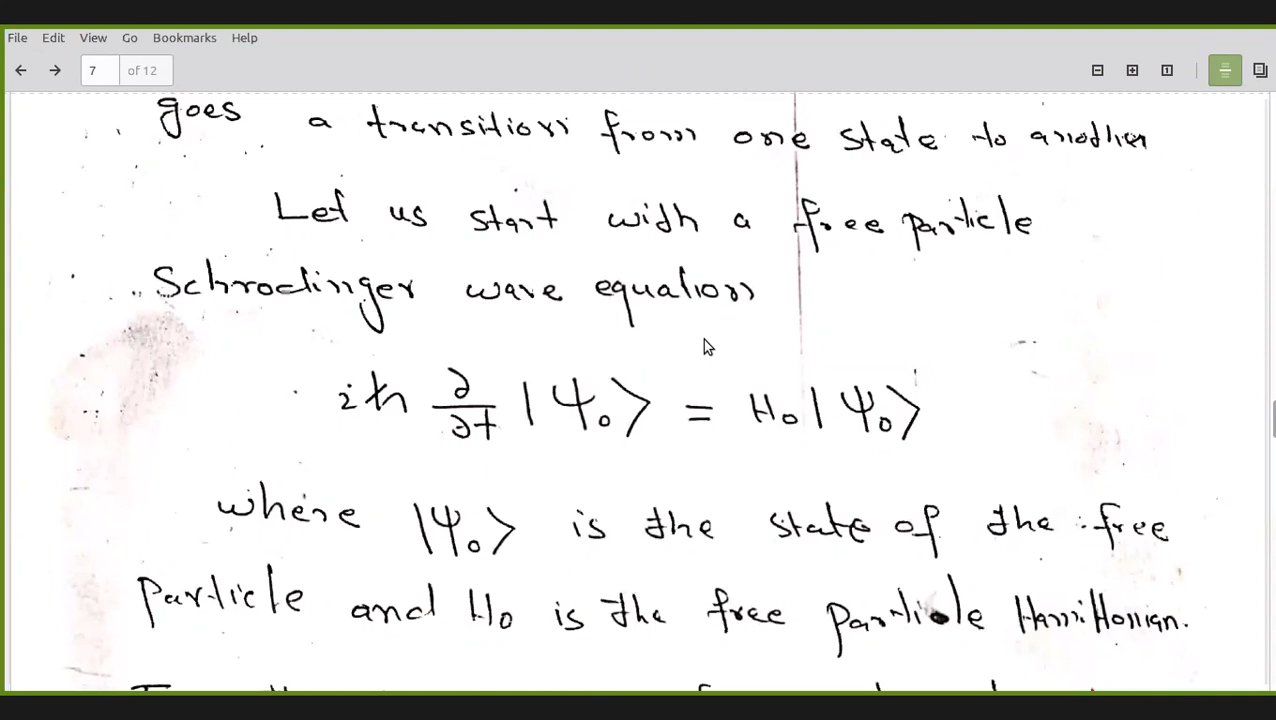 File Edit View Go Bookmarks Help
7 of 12
goes a transition from one state to another
Let us start with a free particle
Schrodinger wave equation
iħ ∂/∂t |Ψ₀⟩ = H₀|Ψ₀⟩
where |Ψ₀⟩ is the state of the free
particle and H₀ is the free particle Hamiltonian.